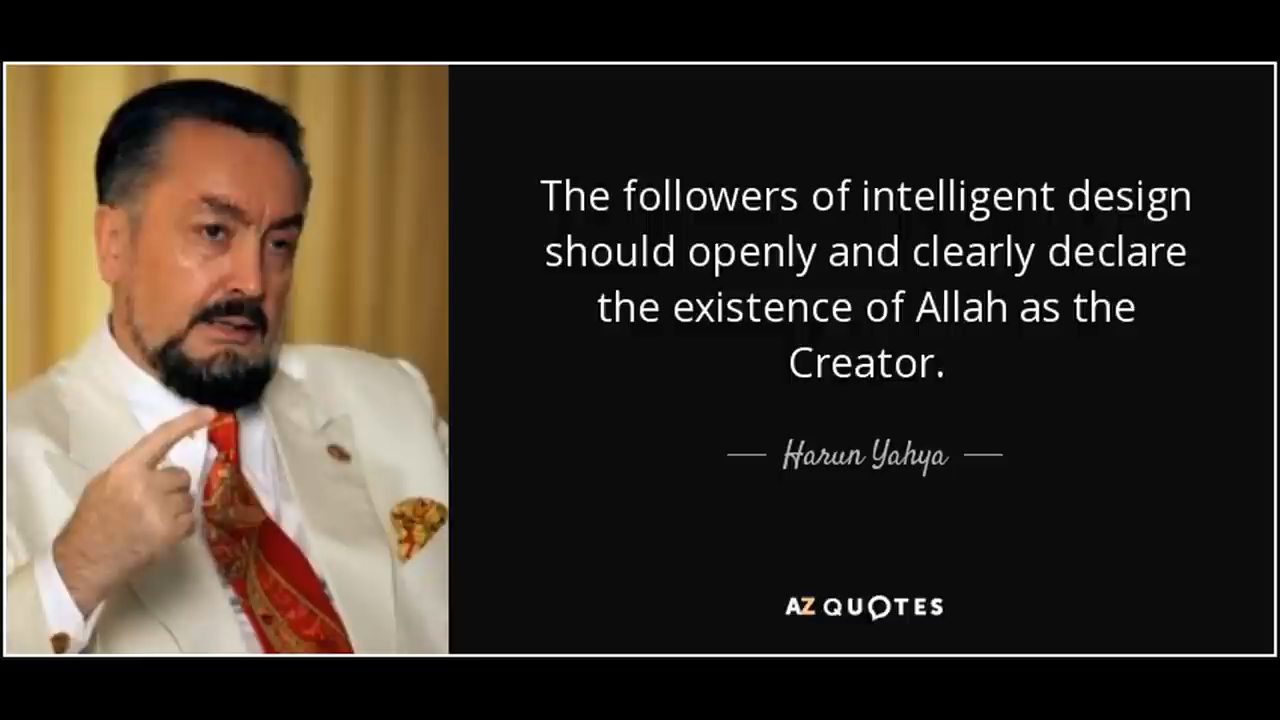 The followers of intelligent design
should openly and clearly declare
the existence of Allah as the
Creator.
Harun Yahya
AZ QUOTES